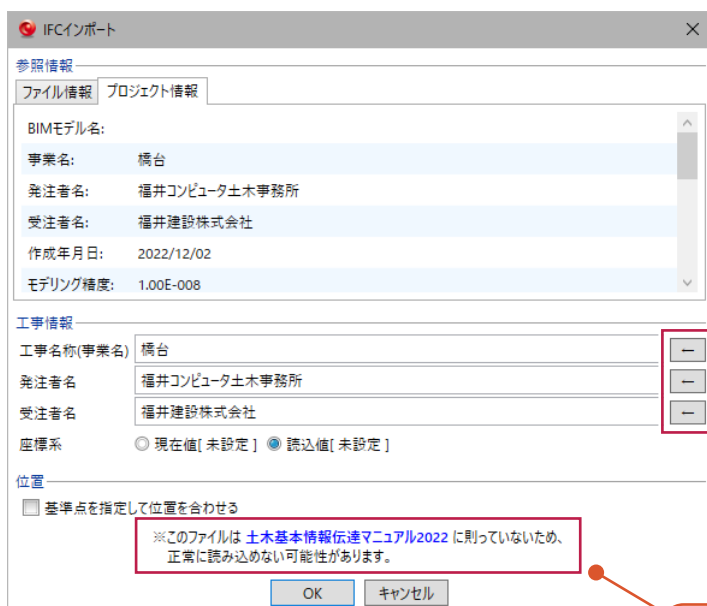 IFCインポート
参照情報
ファイル情報 プロジェクト情報
BIMモデル名:
事業名: 橋台
発注者名: 福井コンピュータ土木事務所
受注者名: 福井建設株式会社
作成年月日: 2022/12/02
モデリング精度: 1.00E-008
工事情報
工事名称(事業名) 橋台 ←
発注者名 福井コンピュータ土木事務所 ←
受注者名 福井建設株式会社 ←
座標系 現在値[ 未設定 ] 読込値[ 未設定 ]
位置
基準点を指定して位置を合わせる
※このファイルは 土木基本情報伝達マニュアル2022 に則っていないため、
正常に読み込めない可能性があります。
OK キャンセル